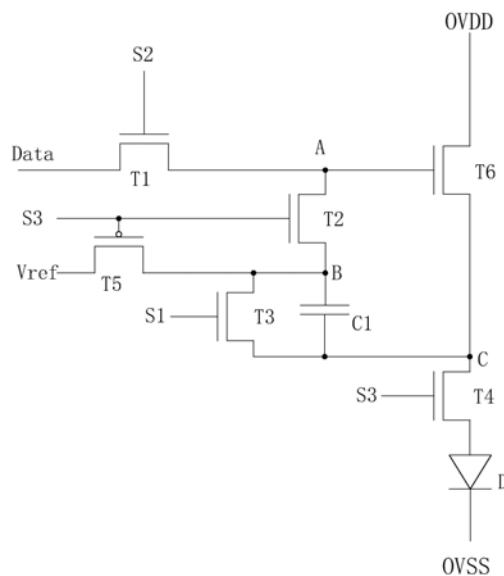 OVDD
S2
Data
A
T1
T6
S3
T2
Vref
T5
B
S1
T3
C1
C
S3
T4
D
OVSS